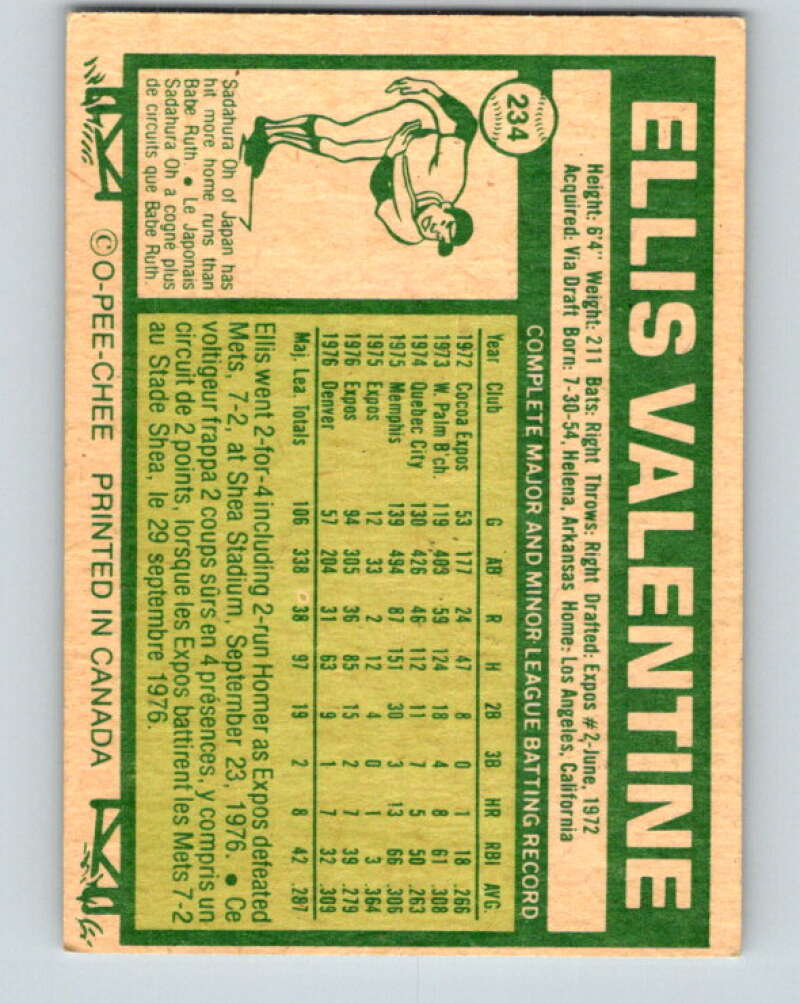 ELLIS VALENTINE
234
Height: 6'4" Weight: 211 Bats: Right Throws: Right Drafted: Expos #2-June, 1972
Acquired: Via Draft Born: 7-30-54, Helena, Arkansas Home: Los Angeles, California
COMPLETE MAJOR AND MINOR LEAGUE BATTING RECORD
Year Club G AB R H 2B 3B HR RBI AVG.
1972 Cocoa Expos 53 177 24 47 8 0 1 18 .266
1973 W. Palm B'ch. 119 403 59 124 18 4 8 61 .308
1974 Quebec City 130 426 46 112 11 7 5 50 .263
1975 Memphis 139 494 87 151 30 3 13 66 .306
1975 Expos 12 33 2 12 4 0 1 3 .364
1976 Expos 94 305 36 85 15 2 7 39 .279
1976 Denver 57 204 31 63 9 1 7 32 .309
Maj. Lea. Totals 106 338 38 97 19 2 8 42 .287
Ellis went 2-for-4 including 2-run Homer as Expos defeated
Mets, 7-2, at Shea Stadium, September 23, 1976. • Ce
voltigeur frappa 2 coups sûrs en 4 présences, y compris un
circuit de 2 points, lorsque les Expos battirent les Mets 7-2
au Stade Shea, le 29 septembre 1976.
Sadahura Oh of Japan has
hit more home runs than
Babe Ruth. • Le Japonais
Sadahura Oh a cogné plus
de circuits que Babe Ruth.
©O-PEE-CHEE PRINTED IN CANADA